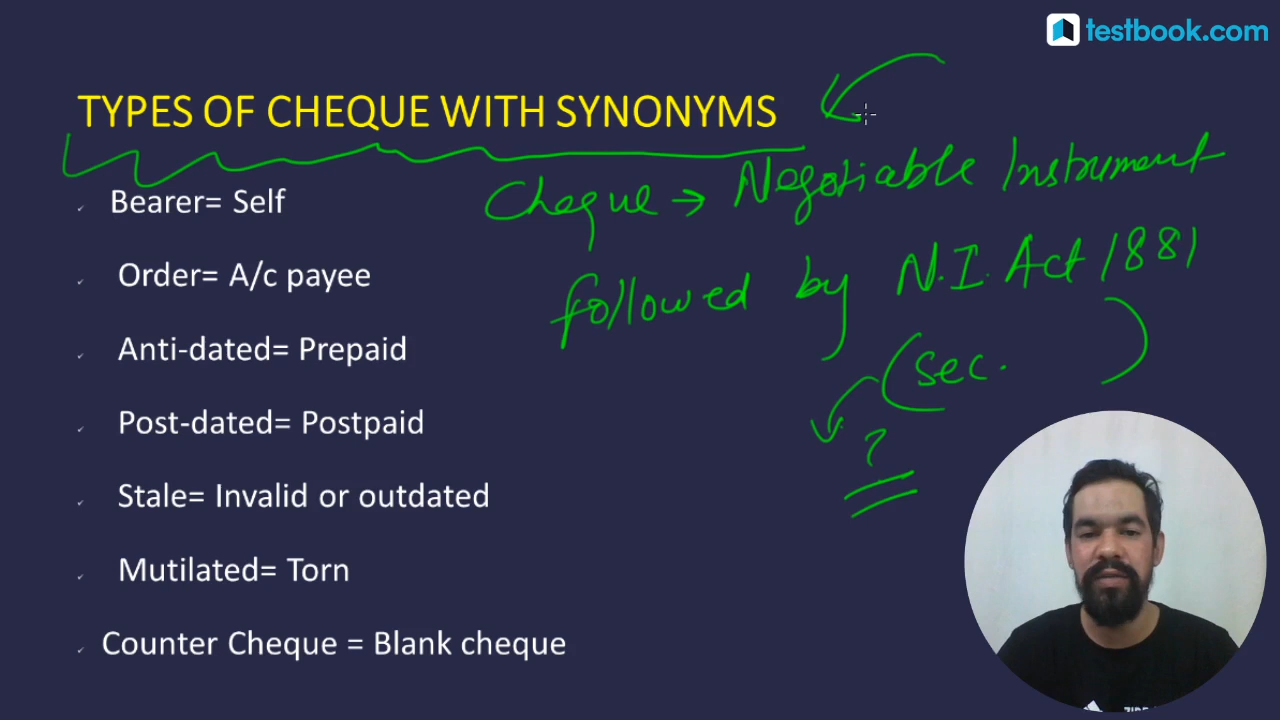 testbook.com
TYPES OF CHEQUE WITH SYNONYMS
Cheque → Negotiable Instrument
followed by N.I. Act 1881
(sec. )
?
Bearer= Self
Order= A/c payee
Anti-dated= Prepaid
Post-dated= Postpaid
Stale= Invalid or outdated
Mutilated= Torn
Counter Cheque = Blank cheque